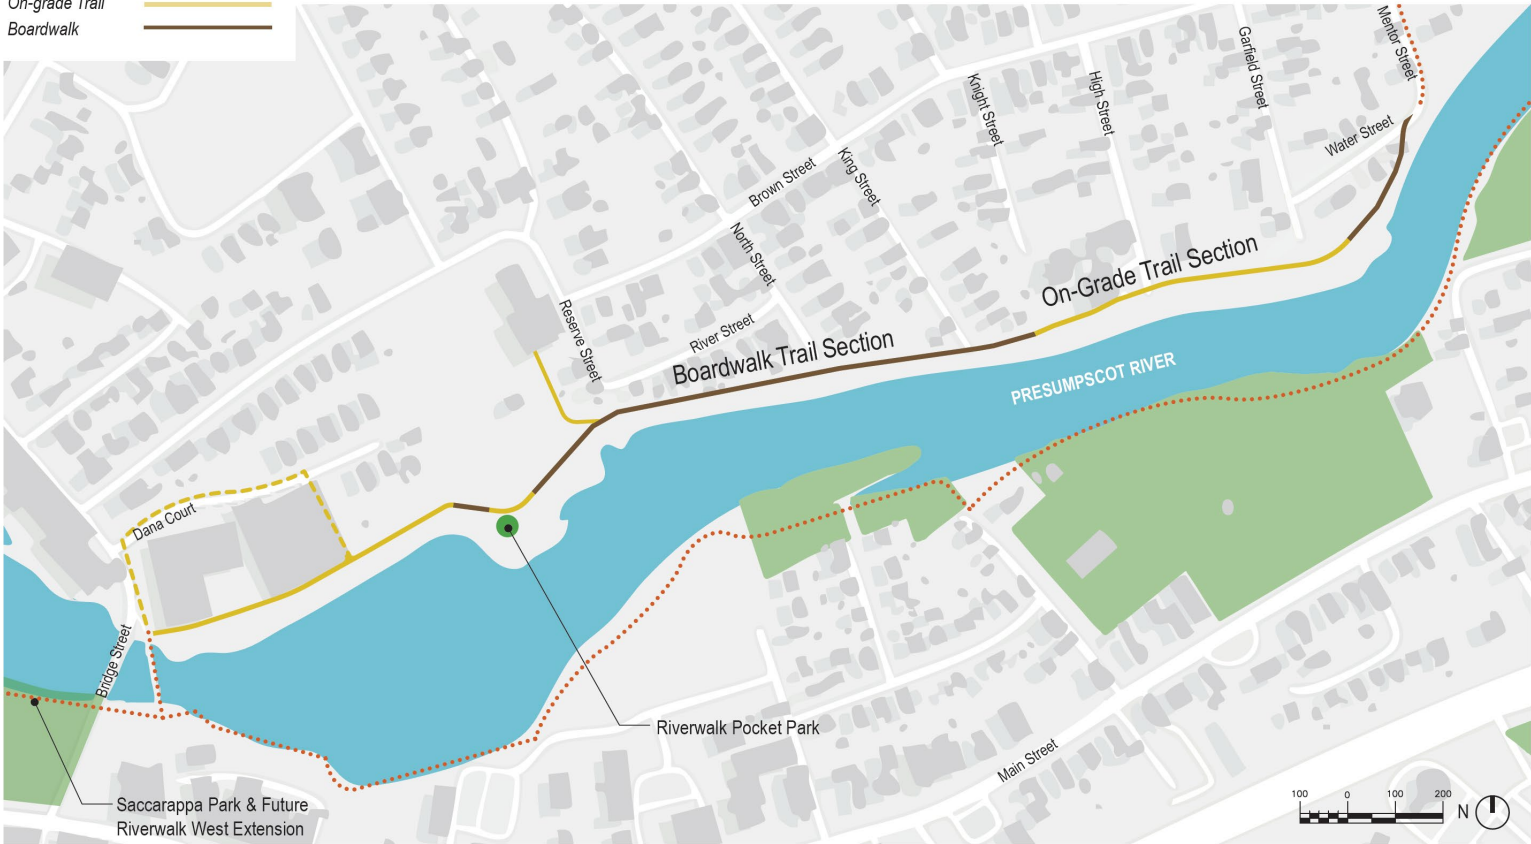 On-grade Trail
Boardwalk
Mentor Street
Garfield Street
Knight Street
High Street
Water Street
Brown Street
King Street
North Street
On-Grade Trail Section
Reserve Street
River Street
Boardwalk Trail Section
PRESUMPSCOT RIVER
Dana Court
Bridge Street
Riverwalk Pocket Park
Main Street
Saccarappa Park & Future
Riverwalk West Extension
100 0 100 200
N